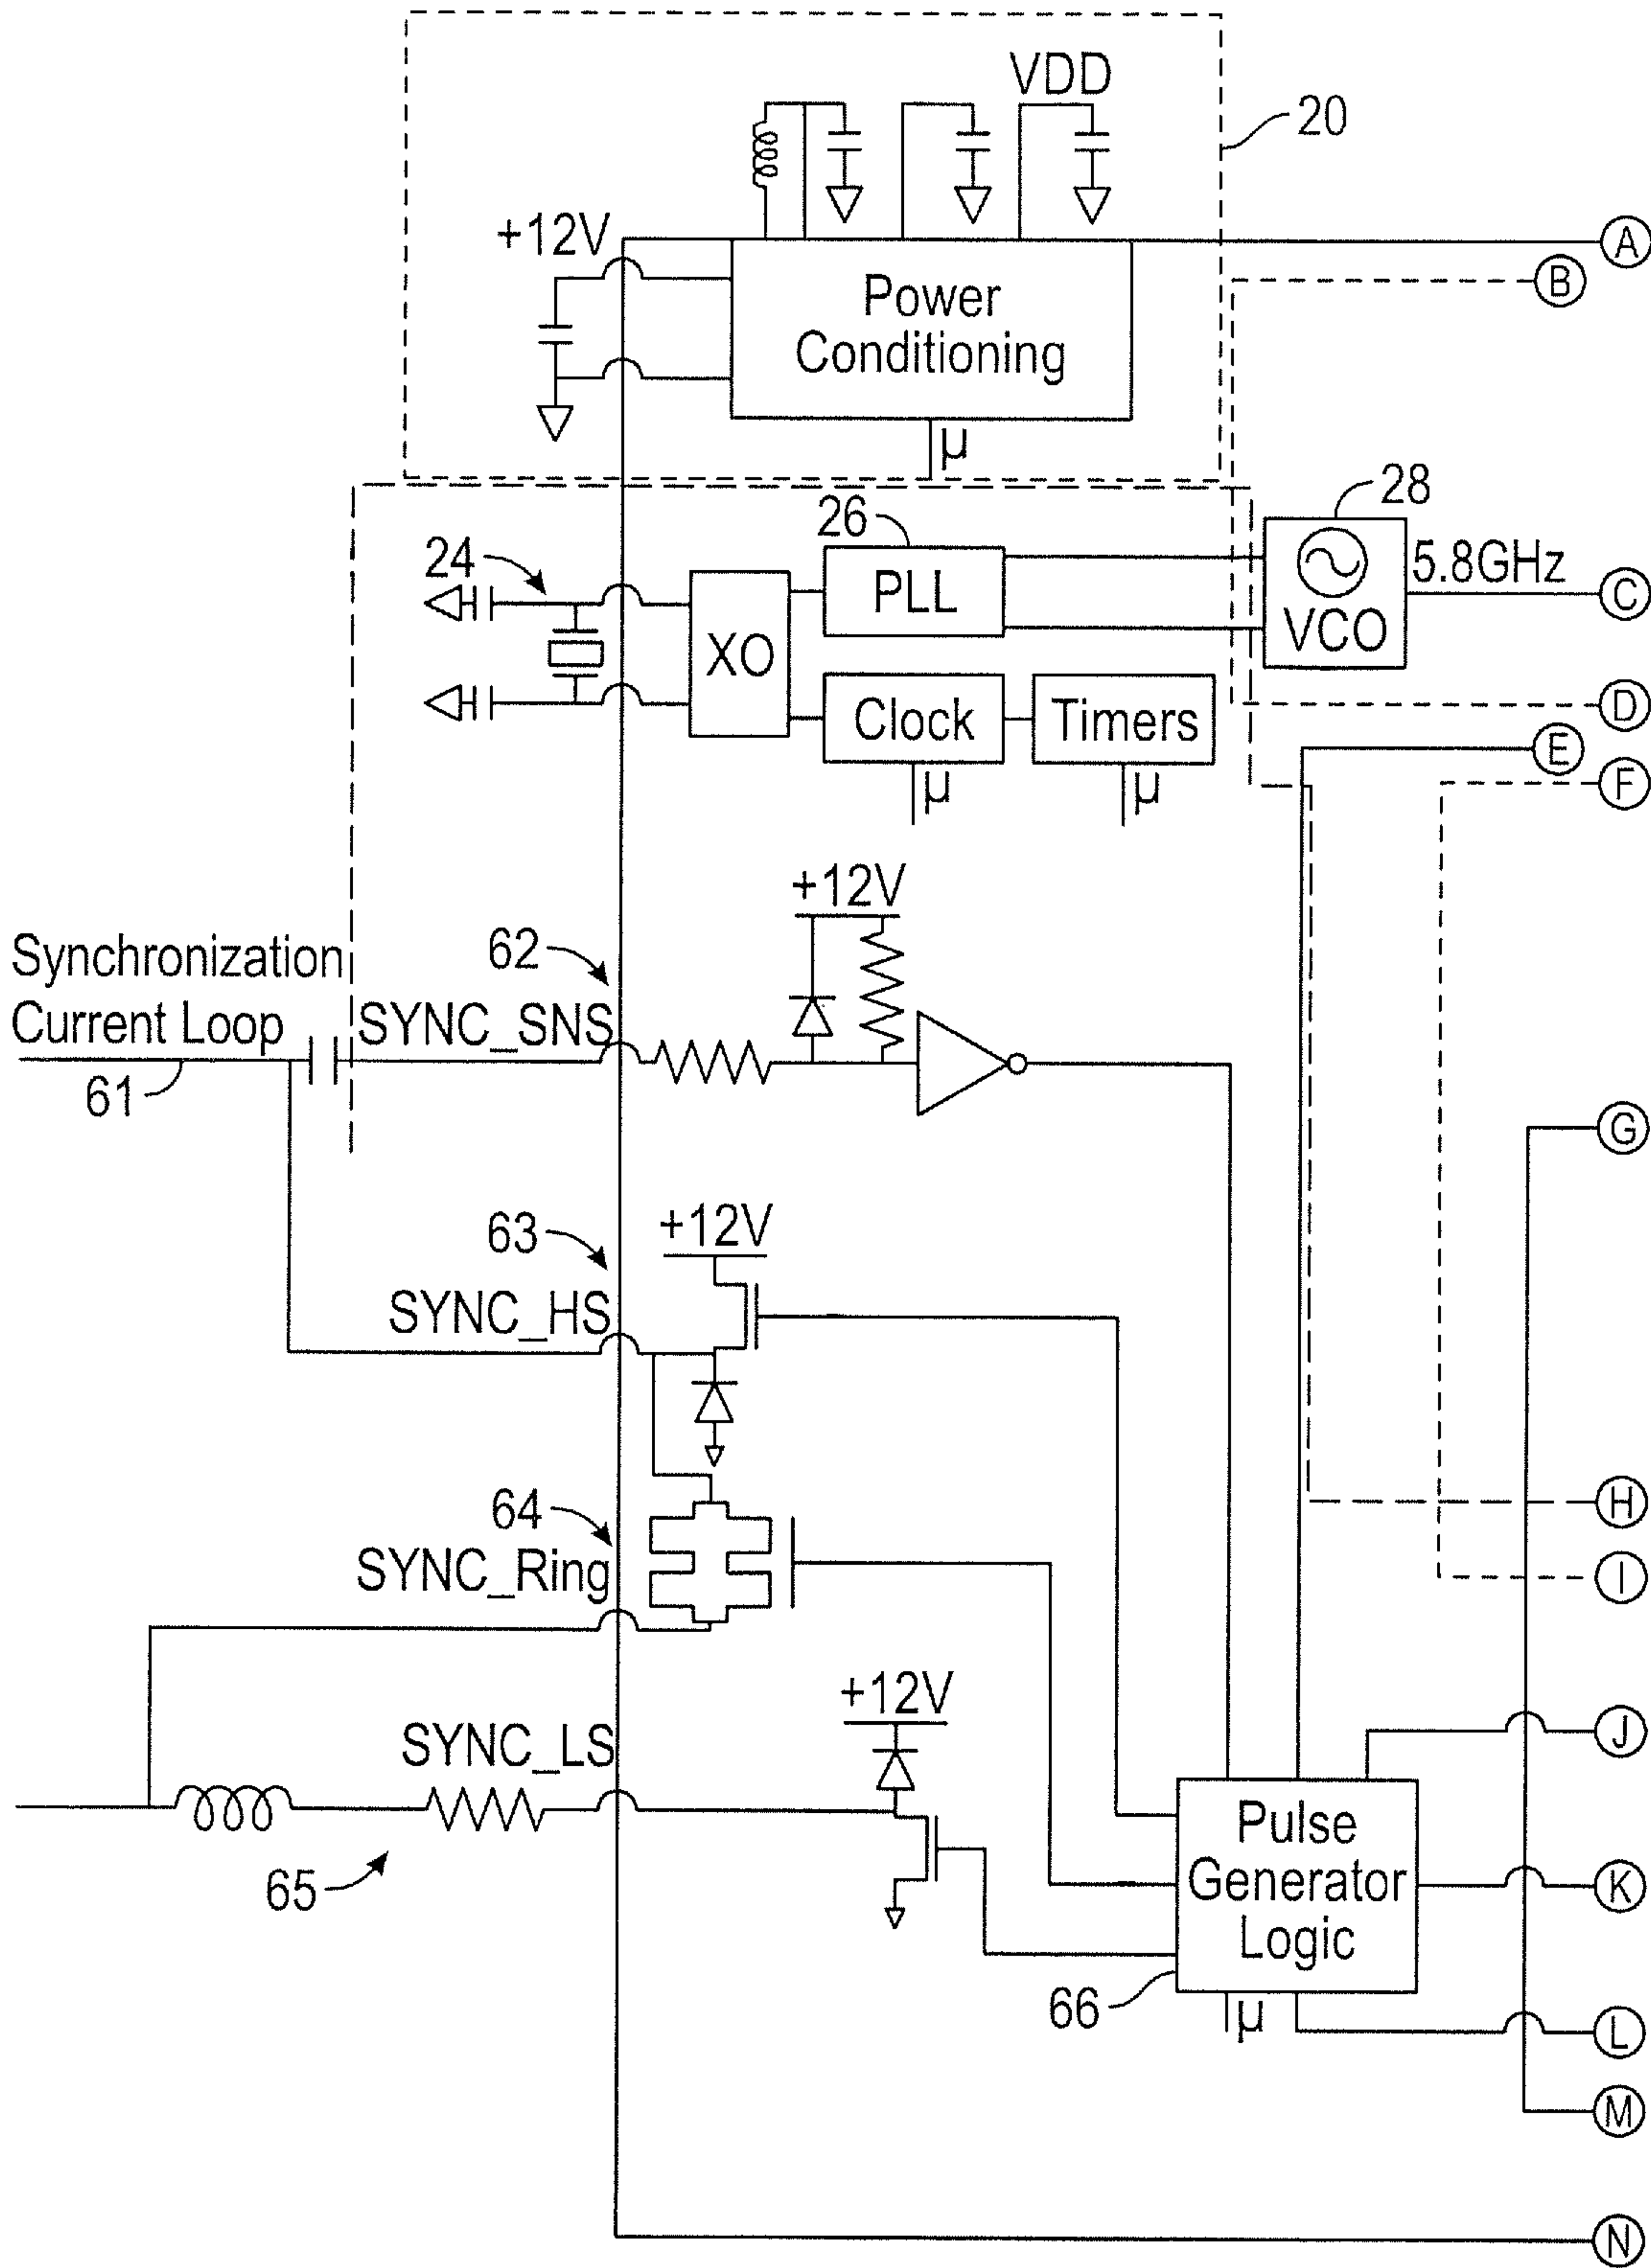 VDD
20
+12V
A
B
Power
Conditioning
µ
28
26
24
5.8GHz
PLL
C
XO
VCO
D
Clock
Timers
E
F
µ
µ
+12V
Synchronization
Current Loop
62
SYNC_SNS
61
G
63
+12V
SYNC_HS
64
H
SYNC_Ring
I
+12V
J
SYNC_LS
Pulse
Generator
Logic
65
K
66
µ
L
M
N